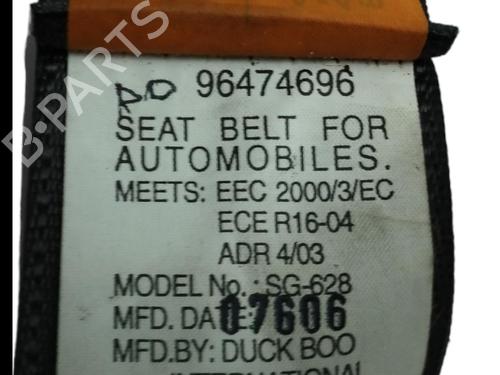 96474696
SEAT BELT FOR
AUTOMOBILES.
MEETS: EEC 2000/3/EC
ECE R16-04
ADR 4/03
MODEL No.: SG-628
MFD. DATE: 07606
MFD.BY: DUCK BOO
INTERNATIONAL
B-PARTS